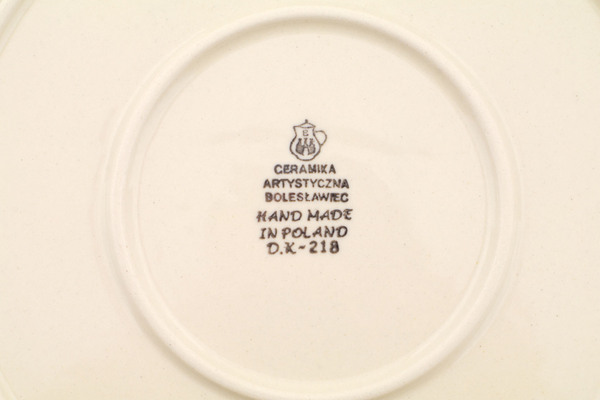 CERAMIKA
ARTYSTYCZNA
BOLESŁAWIEC
HAND MADE
IN POLAND
D.K-218